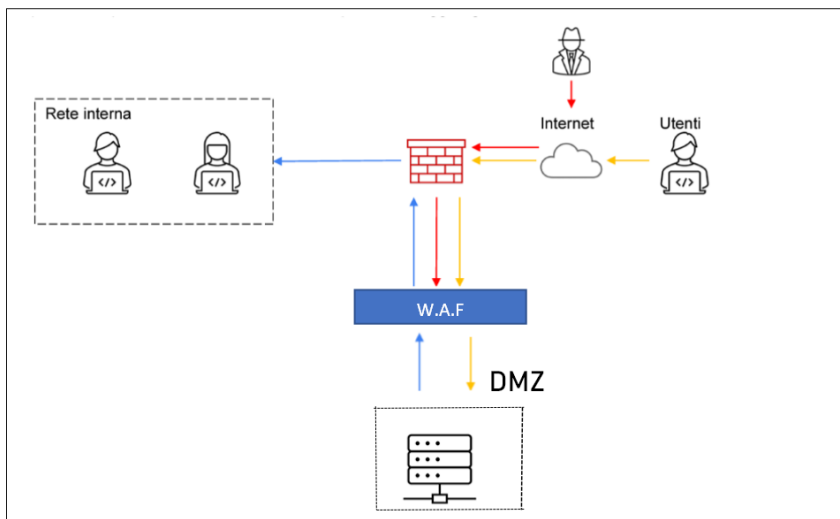 Internet
Utenti
Rete interna
</>
</>
</>
W.A.F
DMZ